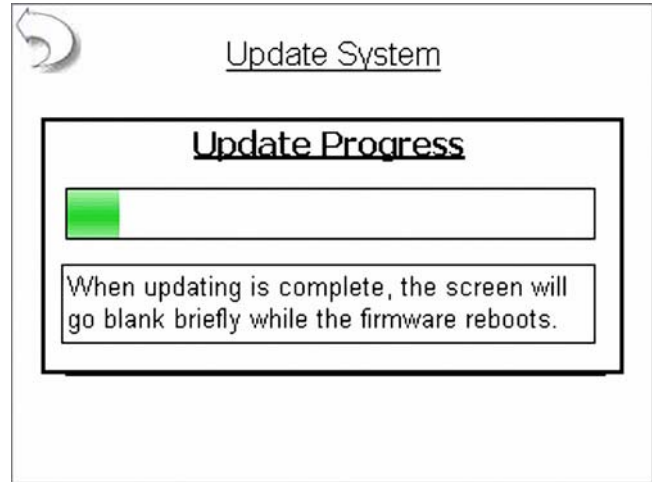 Update System
Update Progress
When updating is complete, the screen will
go blank briefly while the firmware reboots.